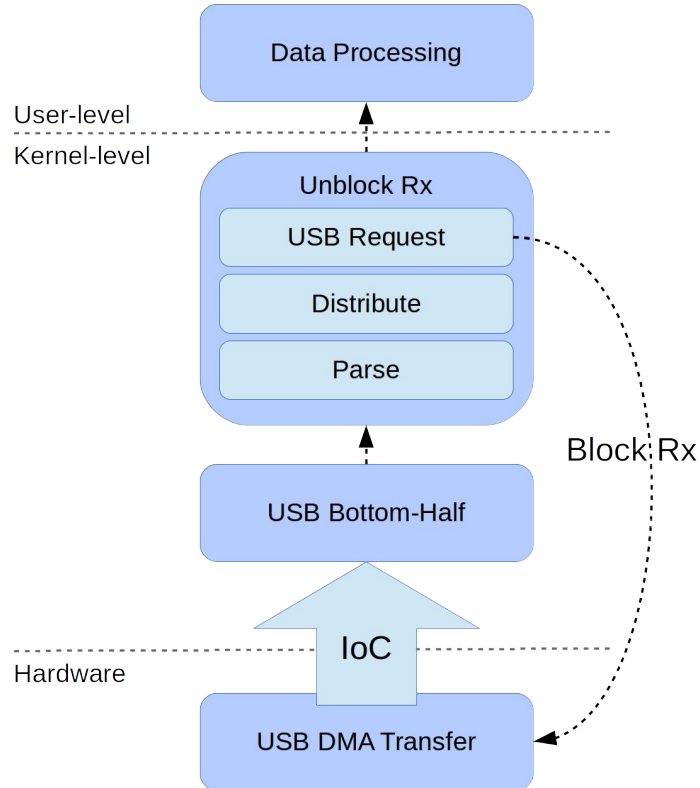 Data Processing
User-level
Kernel-level
Unblock Rx
USB Request
Distribute
Parse
Block Rx
USB Bottom-Half
IoC
Hardware
USB DMA Transfer